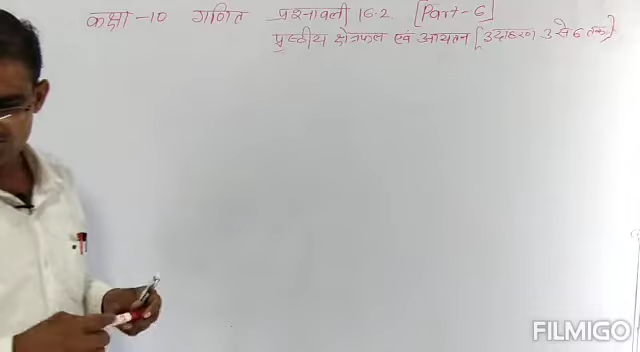 कक्षा -10 गणित प्रश्नावली 16.2. [Part-6]
पृष्ठीय क्षेत्रफल एवं आयतन [उदाहरण 3 से 6 तक]
FILMIGO